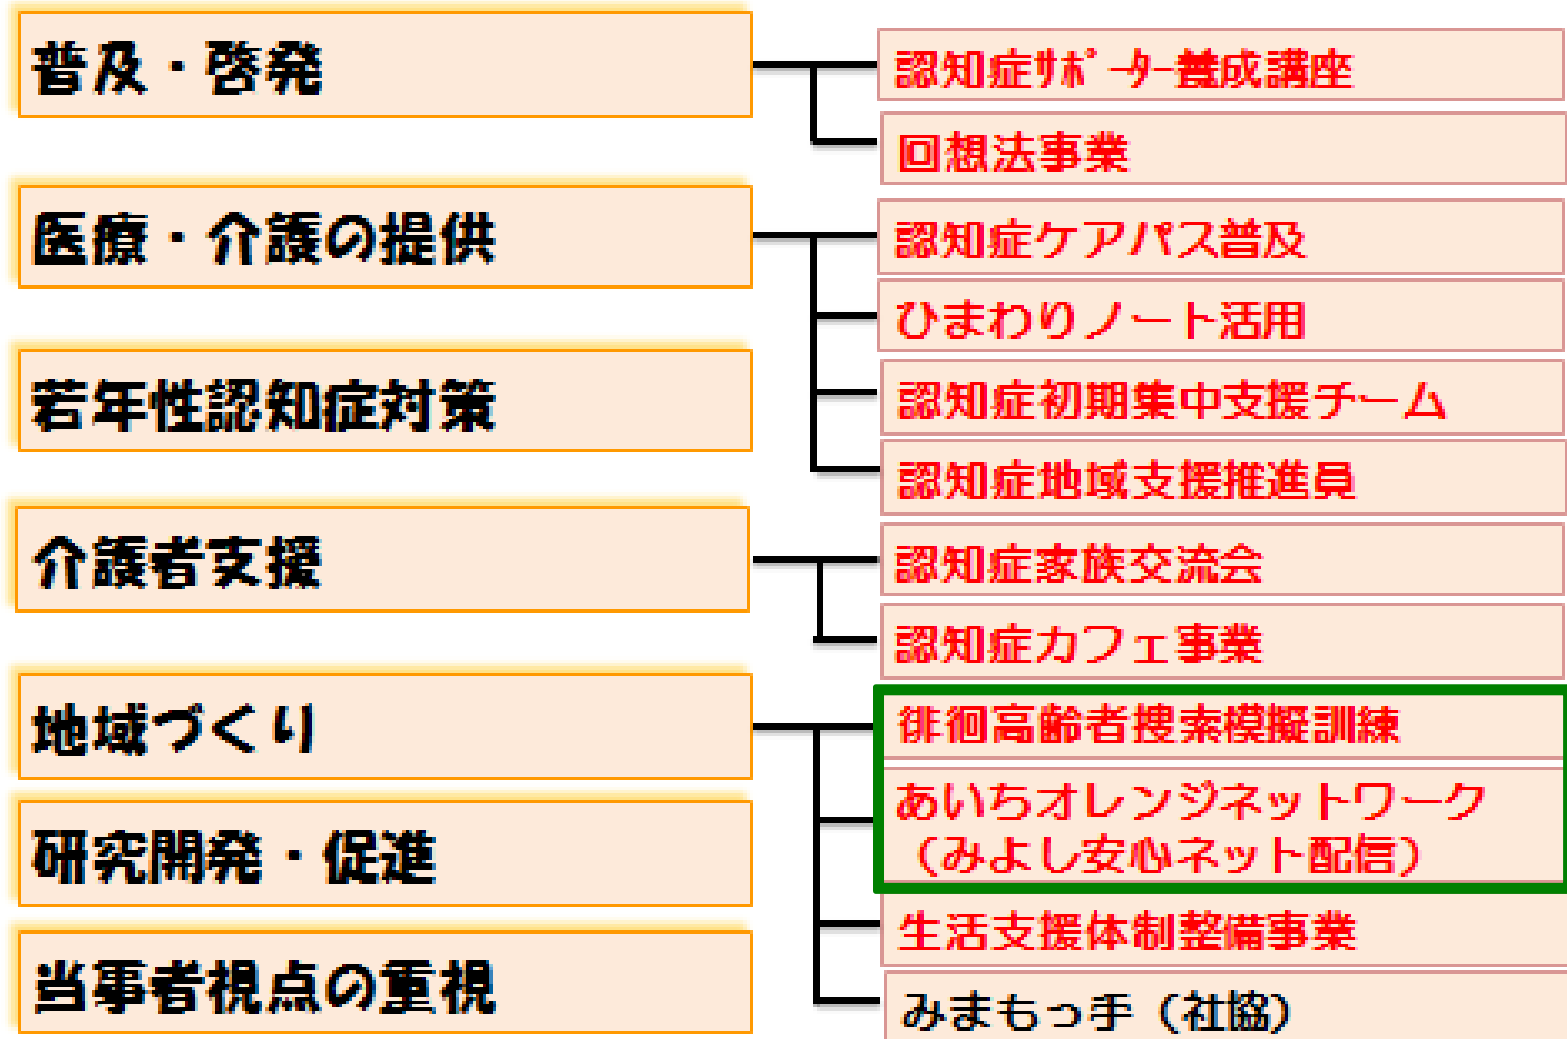 普及・啓発
認知症ｻﾎﾟｰﾀｰ養成講座
回想法事業
医療・介護の提供
認知症ケアパス普及
ひまわりノート活用
若年性認知症対策
認知症初期集中支援チーム
認知症地域支援推進員
介護者支援
認知症家族交流会
認知症カフェ事業
地域づくり
徘徊高齢者捜索模擬訓練
あいちオレンジネットワーク
（みよし安心ネット配信）
研究開発・促進
生活支援体制整備事業
当事者視点の重視
みまもっ手（社協）